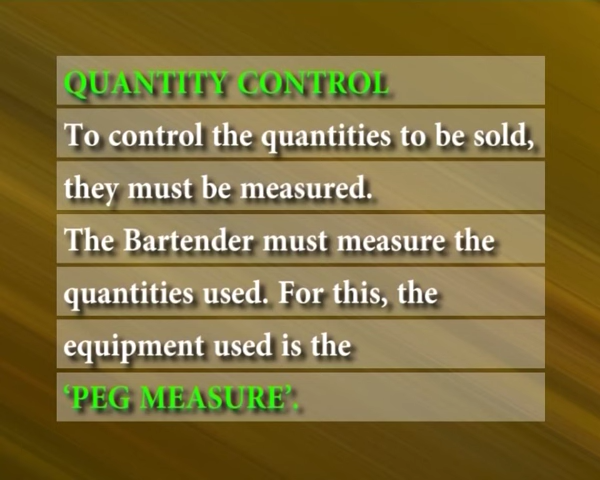 QUANTITY CONTROL
To control the quantities to be sold,
they must be measured.
The Bartender must measure the
quantities used. For this, the
equipment used is the
‘PEG MEASURE’.